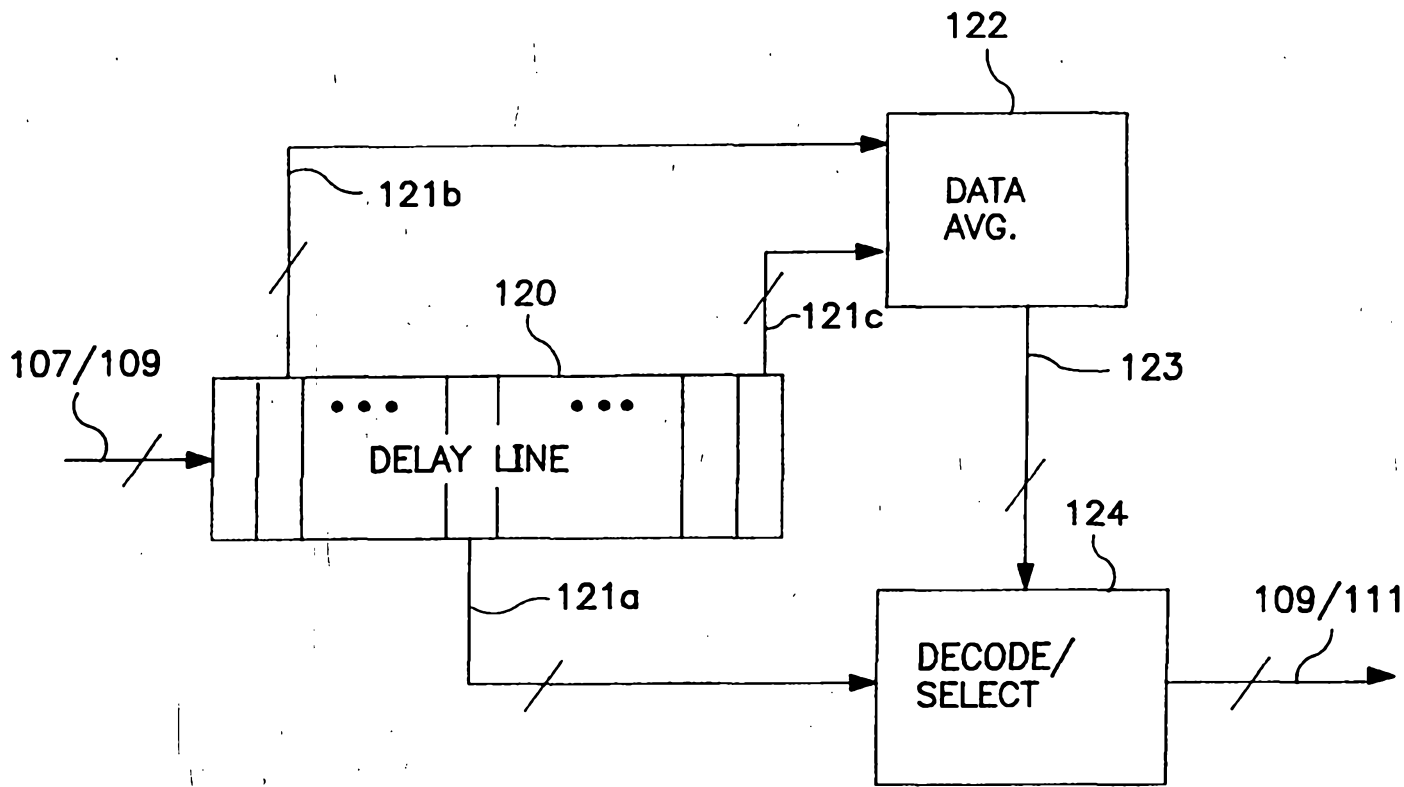 122
DATA
AVG.
121b
120
121c
107/109
123
DELAY LINE
124
121a
109/111
DECODE/
SELECT